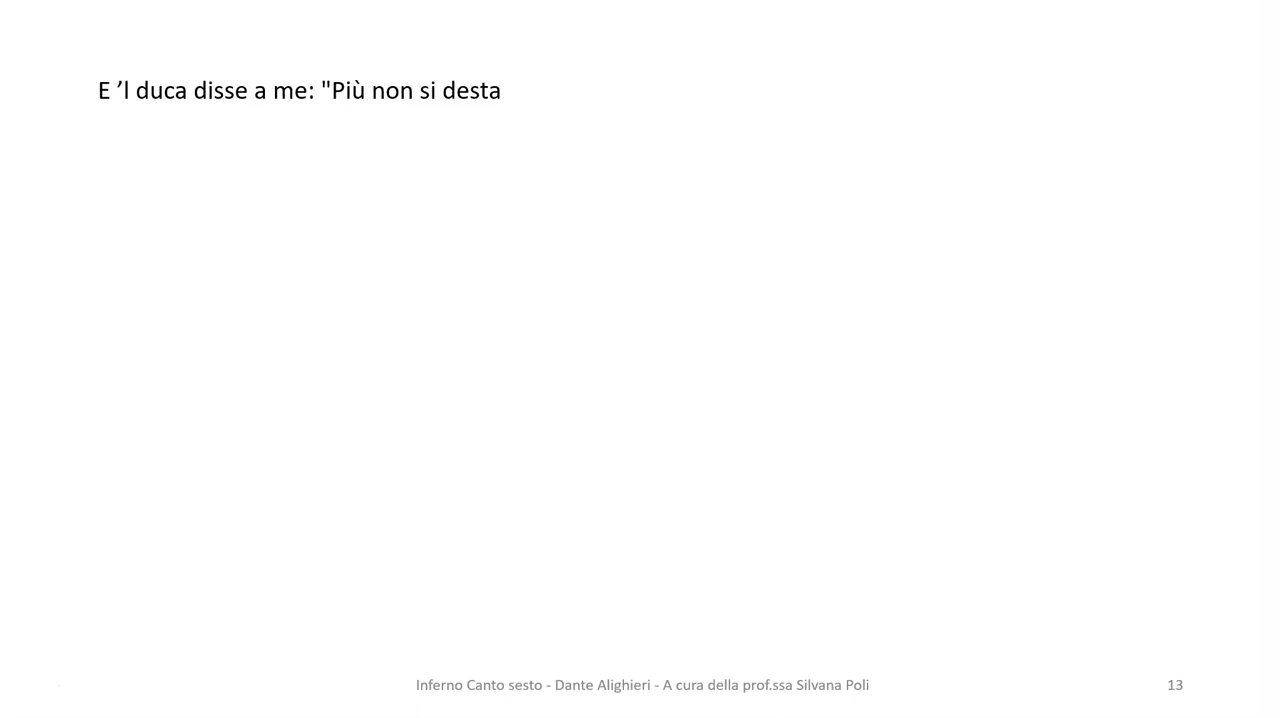 E ’l duca disse a me: "Più non si desta
Inferno Canto sesto - Dante Alighieri - A cura della prof.ssa Silvana Poli
13